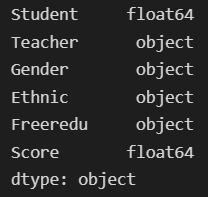 Student float64
Teacher object
Gender object
Ethnic object
Freeredu object
Score float64
dtype: object